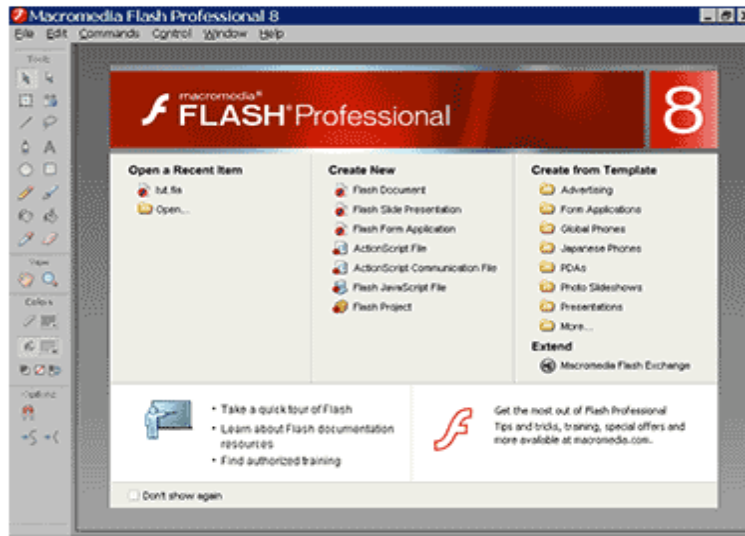 Macromedia Flash Professional 8
File Edit Commands Control Window Help
Tools
View
Colors
Options
macromedia®
FLASH® Professional
8
Open a Recent Item
tut.fla
Open...
Create New
Flash Document
Flash Slide Presentation
Flash Form Application
ActionScript File
ActionScript Communication File
Flash JavaScript File
Flash Project
Create from Template
Advertising
Form Applications
Global Phones
Japanese Phones
PDAs
Photo Slideshows
Presentations
More...
Extend
Macromedia Flash Exchange
• Take a quick tour of Flash
• Learn about Flash documentation
resources
• Find authorized training
Get the most out of Flash Professional
Tips and tricks, training, special offers and
more available at macromedia.com.
Don't show again